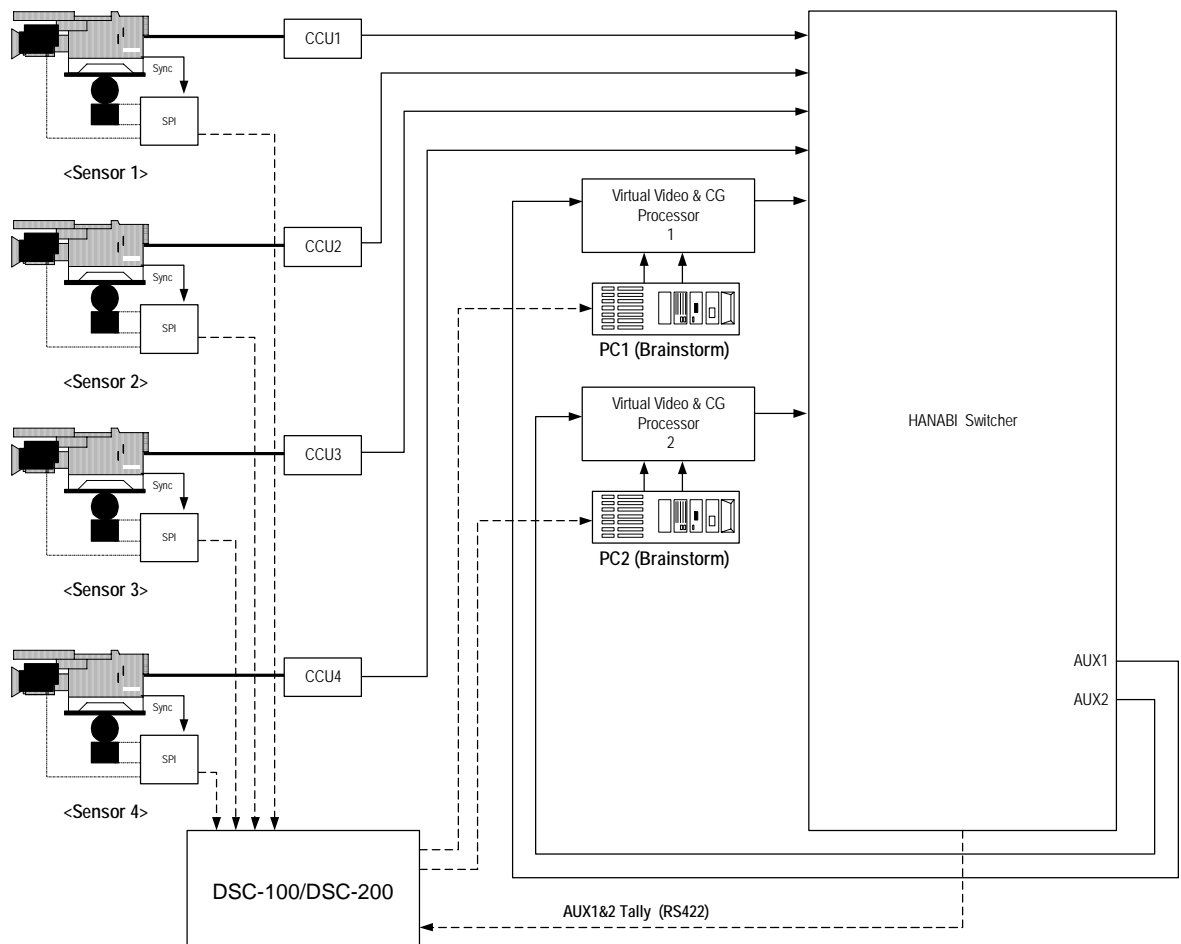 CCU1
Sync
SPI
<Sensor 1>
CCU2
Sync
SPI
<Sensor 2>
CCU3
Sync
SPI
<Sensor 3>
CCU4
Sync
SPI
<Sensor 4>
Virtual Video & CG
Processor
1
PC1 (Brainstorm)
Virtual Video & CG
Processor
2
PC2 (Brainstorm)
HANABI Switcher
AUX1
AUX2
DSC-100/DSC-200
AUX1&2 Tally (RS422)